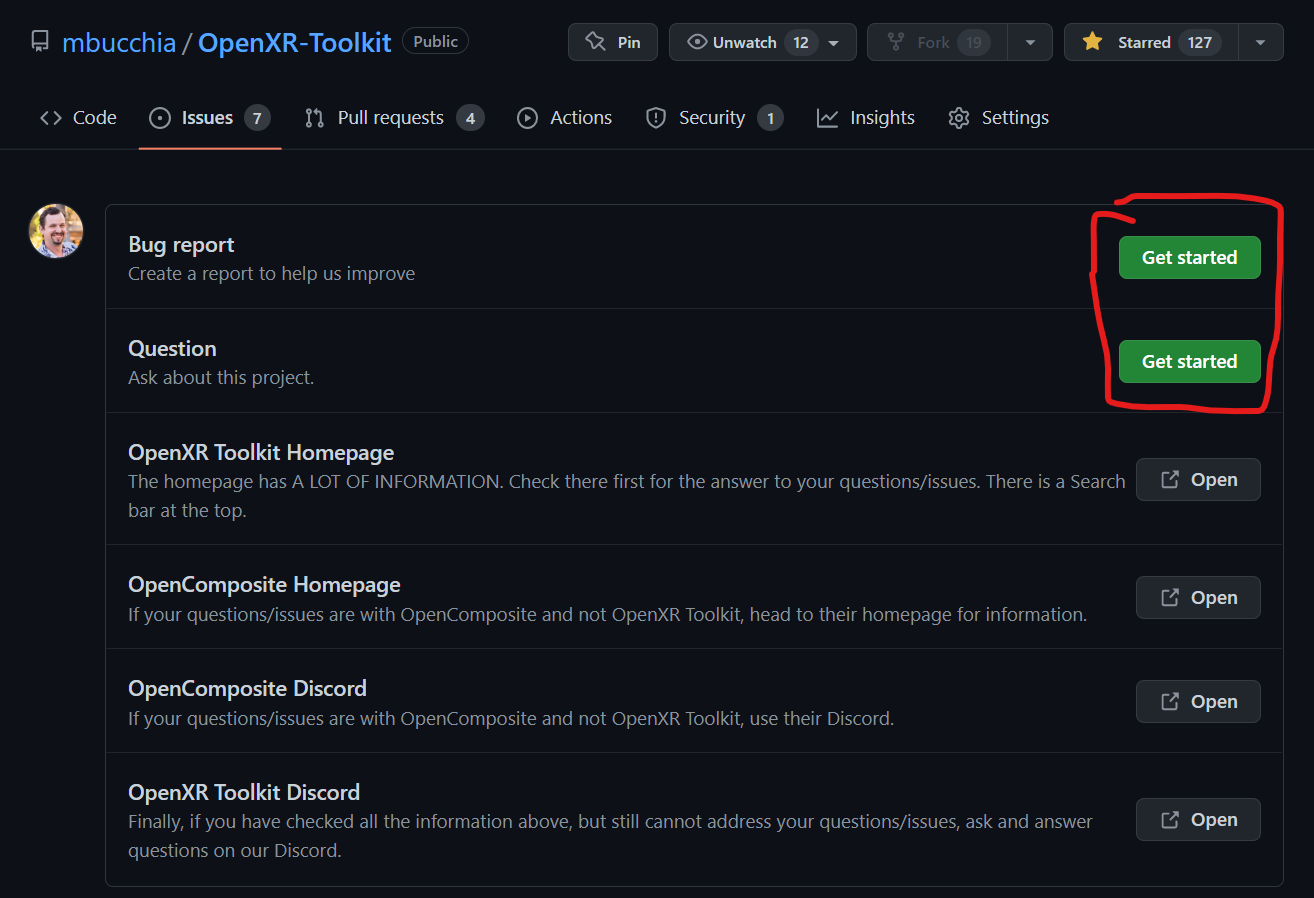 mbucchia / OpenXR-Toolkit Public Pin Unwatch 12 Fork 19 Starred 127
Code Issues 7 Pull requests 4 Actions Security 1 Insights Settings
Bug report
Create a report to help us improve
Get started
Question
Ask about this project.
Get started
OpenXR Toolkit Homepage
The homepage has A LOT OF INFORMATION. Check there first for the answer to your questions/issues. There is a Search
bar at the top.
Open
OpenComposite Homepage
If your questions/issues are with OpenComposite and not OpenXR Toolkit, head to their homepage for information.
Open
OpenComposite Discord
If your questions/issues are with OpenComposite and not OpenXR Toolkit, use their Discord.
Open
OpenXR Toolkit Discord
Finally, if you have checked all the information above, but still cannot address your questions/issues, ask and answer
questions on our Discord.
Open